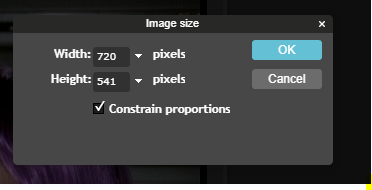 Image size ×
Width: 720 pixels OK
Height: 541 pixels Cancel
Constrain proportions